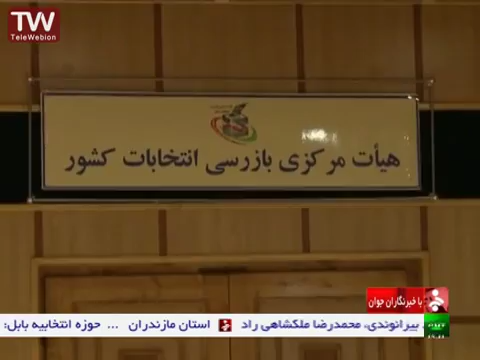 TW
TeleWebion
هیأت مرکزی بازرسی انتخابات کشور
با خبرنگاران جوان
بیرانوندی، محمدرضا ملکشاهی راد استان مازندران ... حوزه انتخابیه بابل: